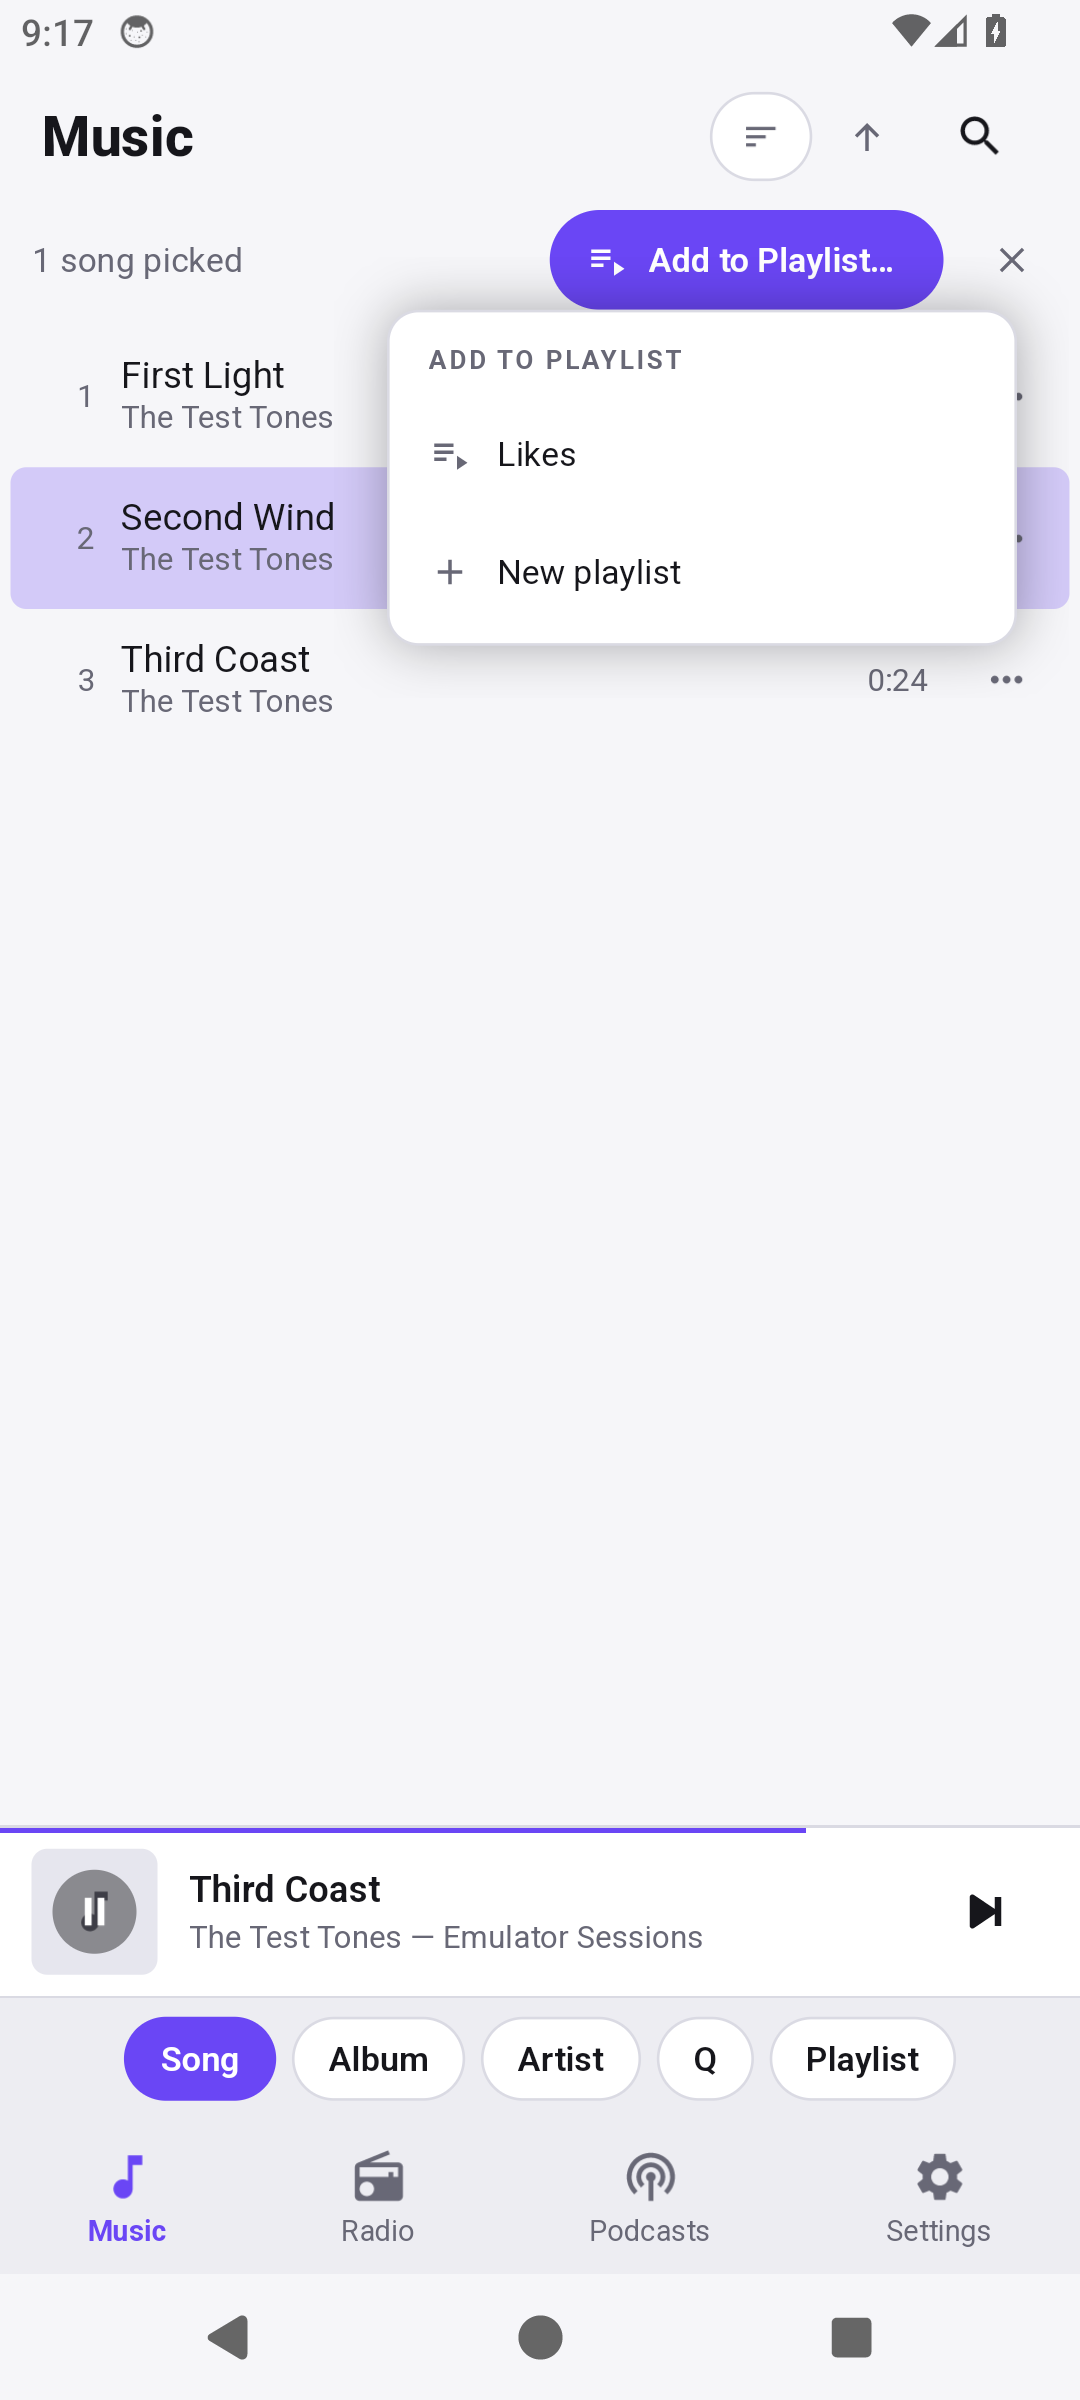 9:17
Music
1 song picked
Add to Playlist...
ADD TO PLAYLIST
Likes
New playlist
1
First Light
The Test Tones
2
Second Wind
The Test Tones
3
Third Coast
The Test Tones
0:24
Third Coast
The Test Tones — Emulator Sessions
Song
Album
Artist
Q
Playlist
Music
Radio
Podcasts
Settings